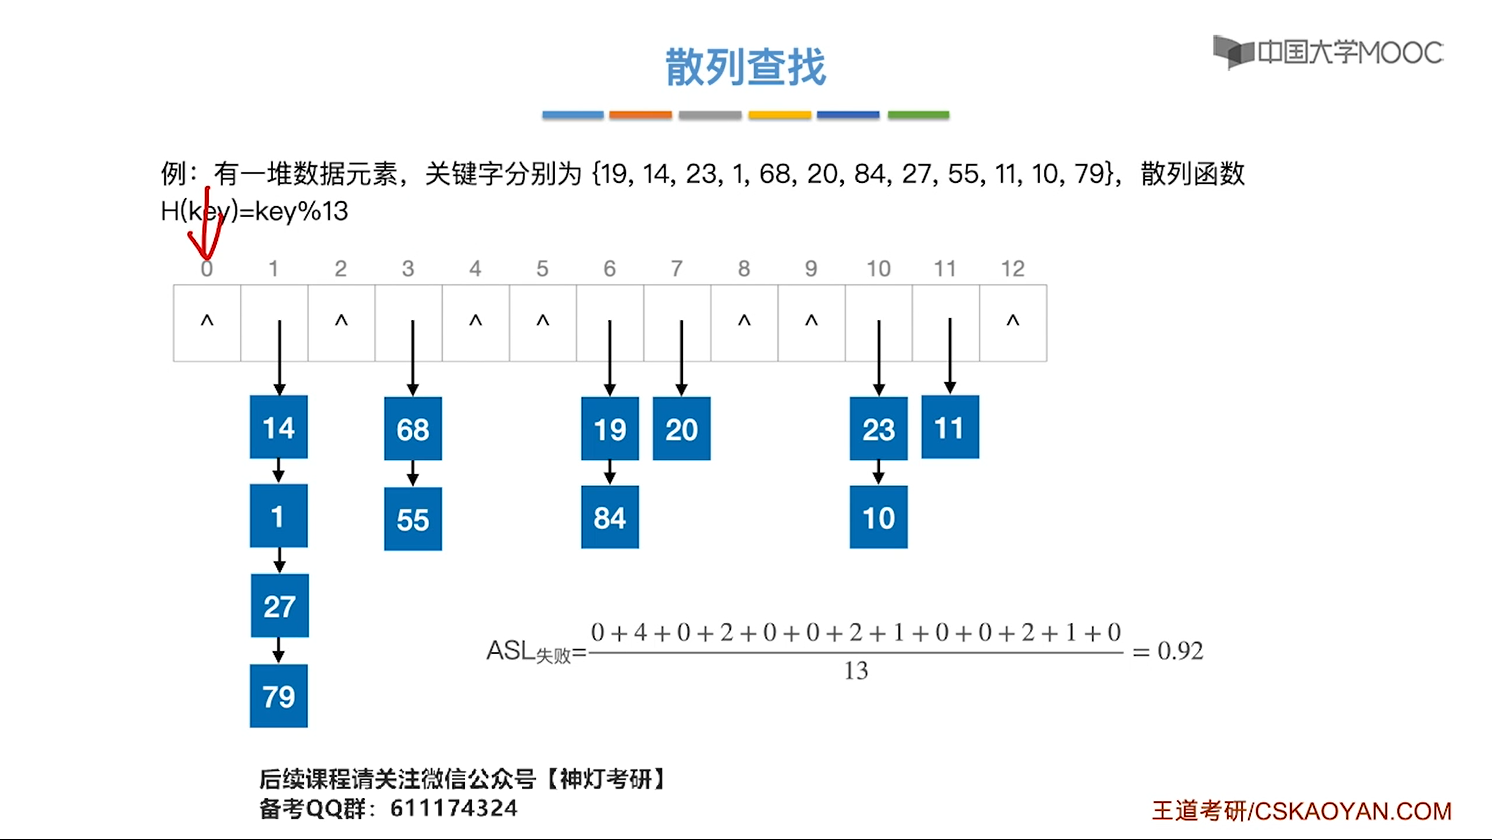 中国大学MOOC
散列查找
例：有一堆数据元素，关键字分别为 {19, 14, 23, 1, 68, 20, 84, 27, 55, 11, 10, 79}，散列函数
H(key)=key%13
0 1 2 3 4 5 6 7 8 9 10 11 12
^ ^ ^ ^ ^ ^ ^
14 68 19 20 23 11
1 55 84 10
27
79
ASL失败= 0 + 4 + 0 + 2 + 0 + 0 + 2 + 1 + 0 + 0 + 2 + 1 + 0 = 0.92
13
后续课程请关注微信公众号【神灯考研】
备考QQ群：611174324
王道考研/CSKAOYAN.COM